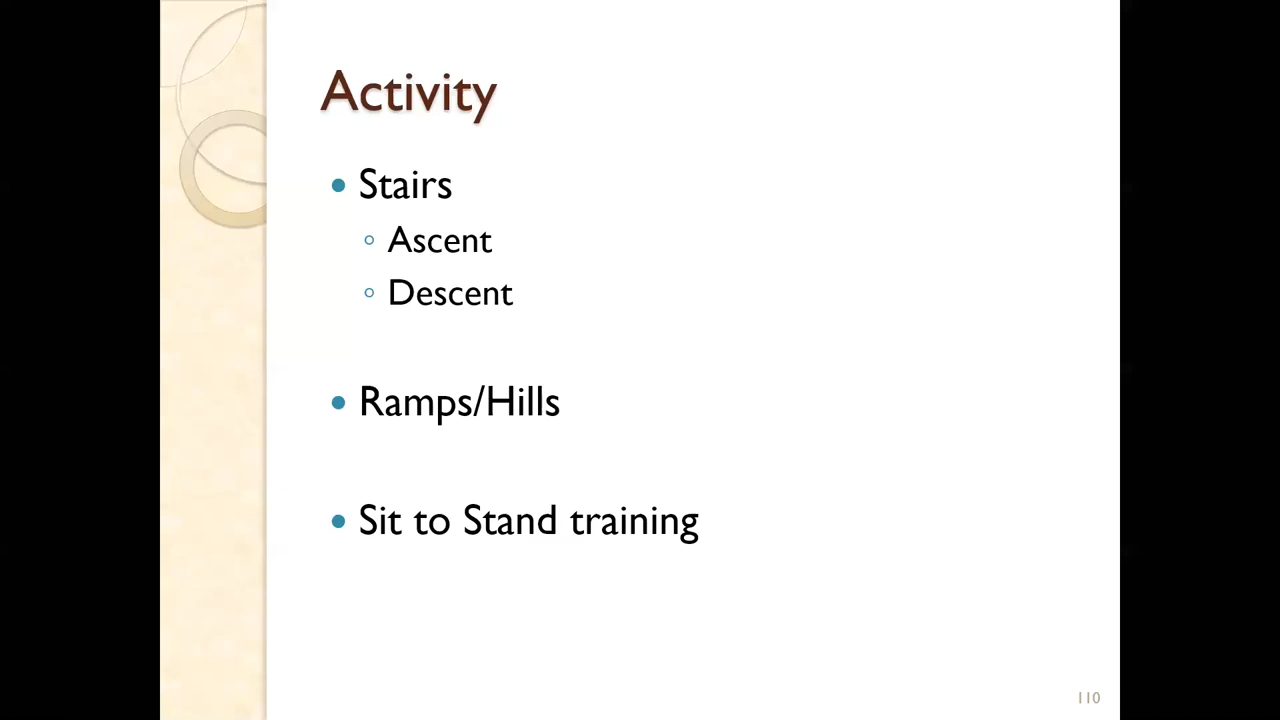 Activity
• Stairs
◦ Ascent
◦ Descent
• Ramps/Hills
• Sit to Stand training
110